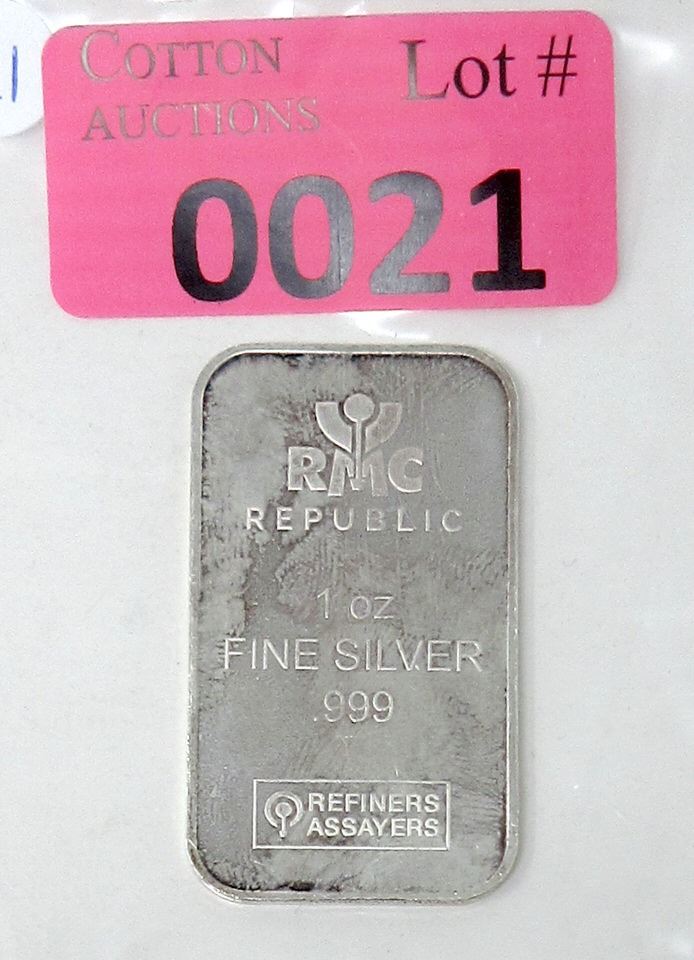 COTTON
AUCTIONS
Lot #
0021
RMC
REPUBLIC
1 oz
FINE SILVER
.999
REFINERS
ASSAYERS